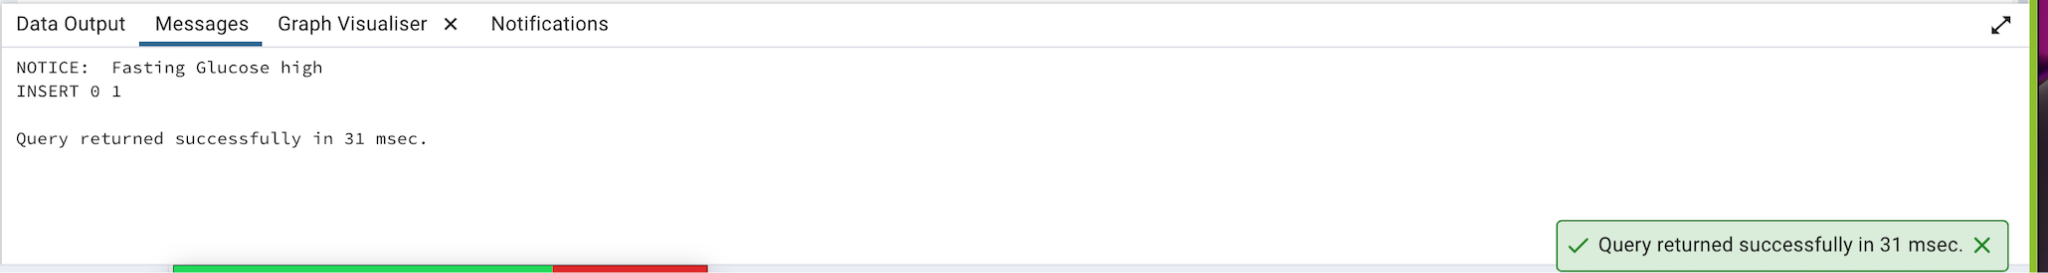 Data Output Messages Graph Visualiser × Notifications
NOTICE:  Fasting Glucose high
INSERT 0 1
Query returned successfully in 31 msec.
Query returned successfully in 31 msec.